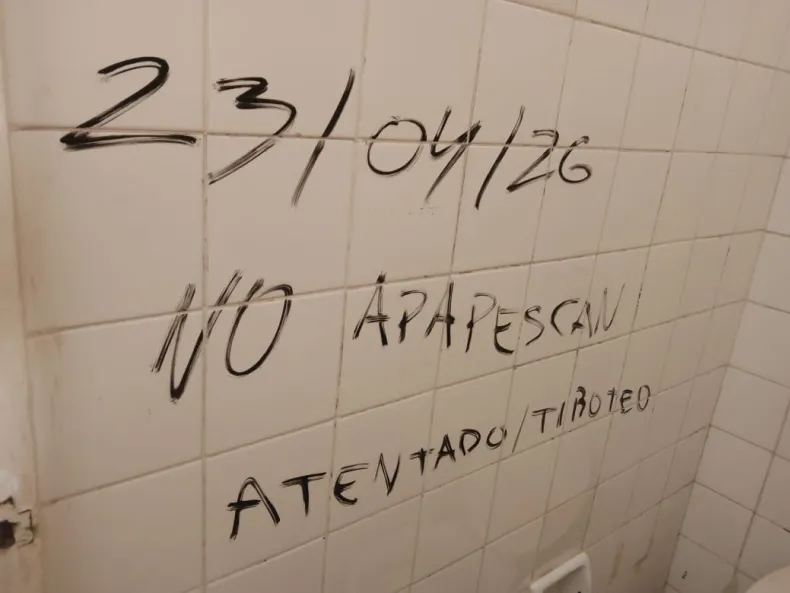 23/04/26
NO APAPESCAN
ATENTADO/TIROTEO